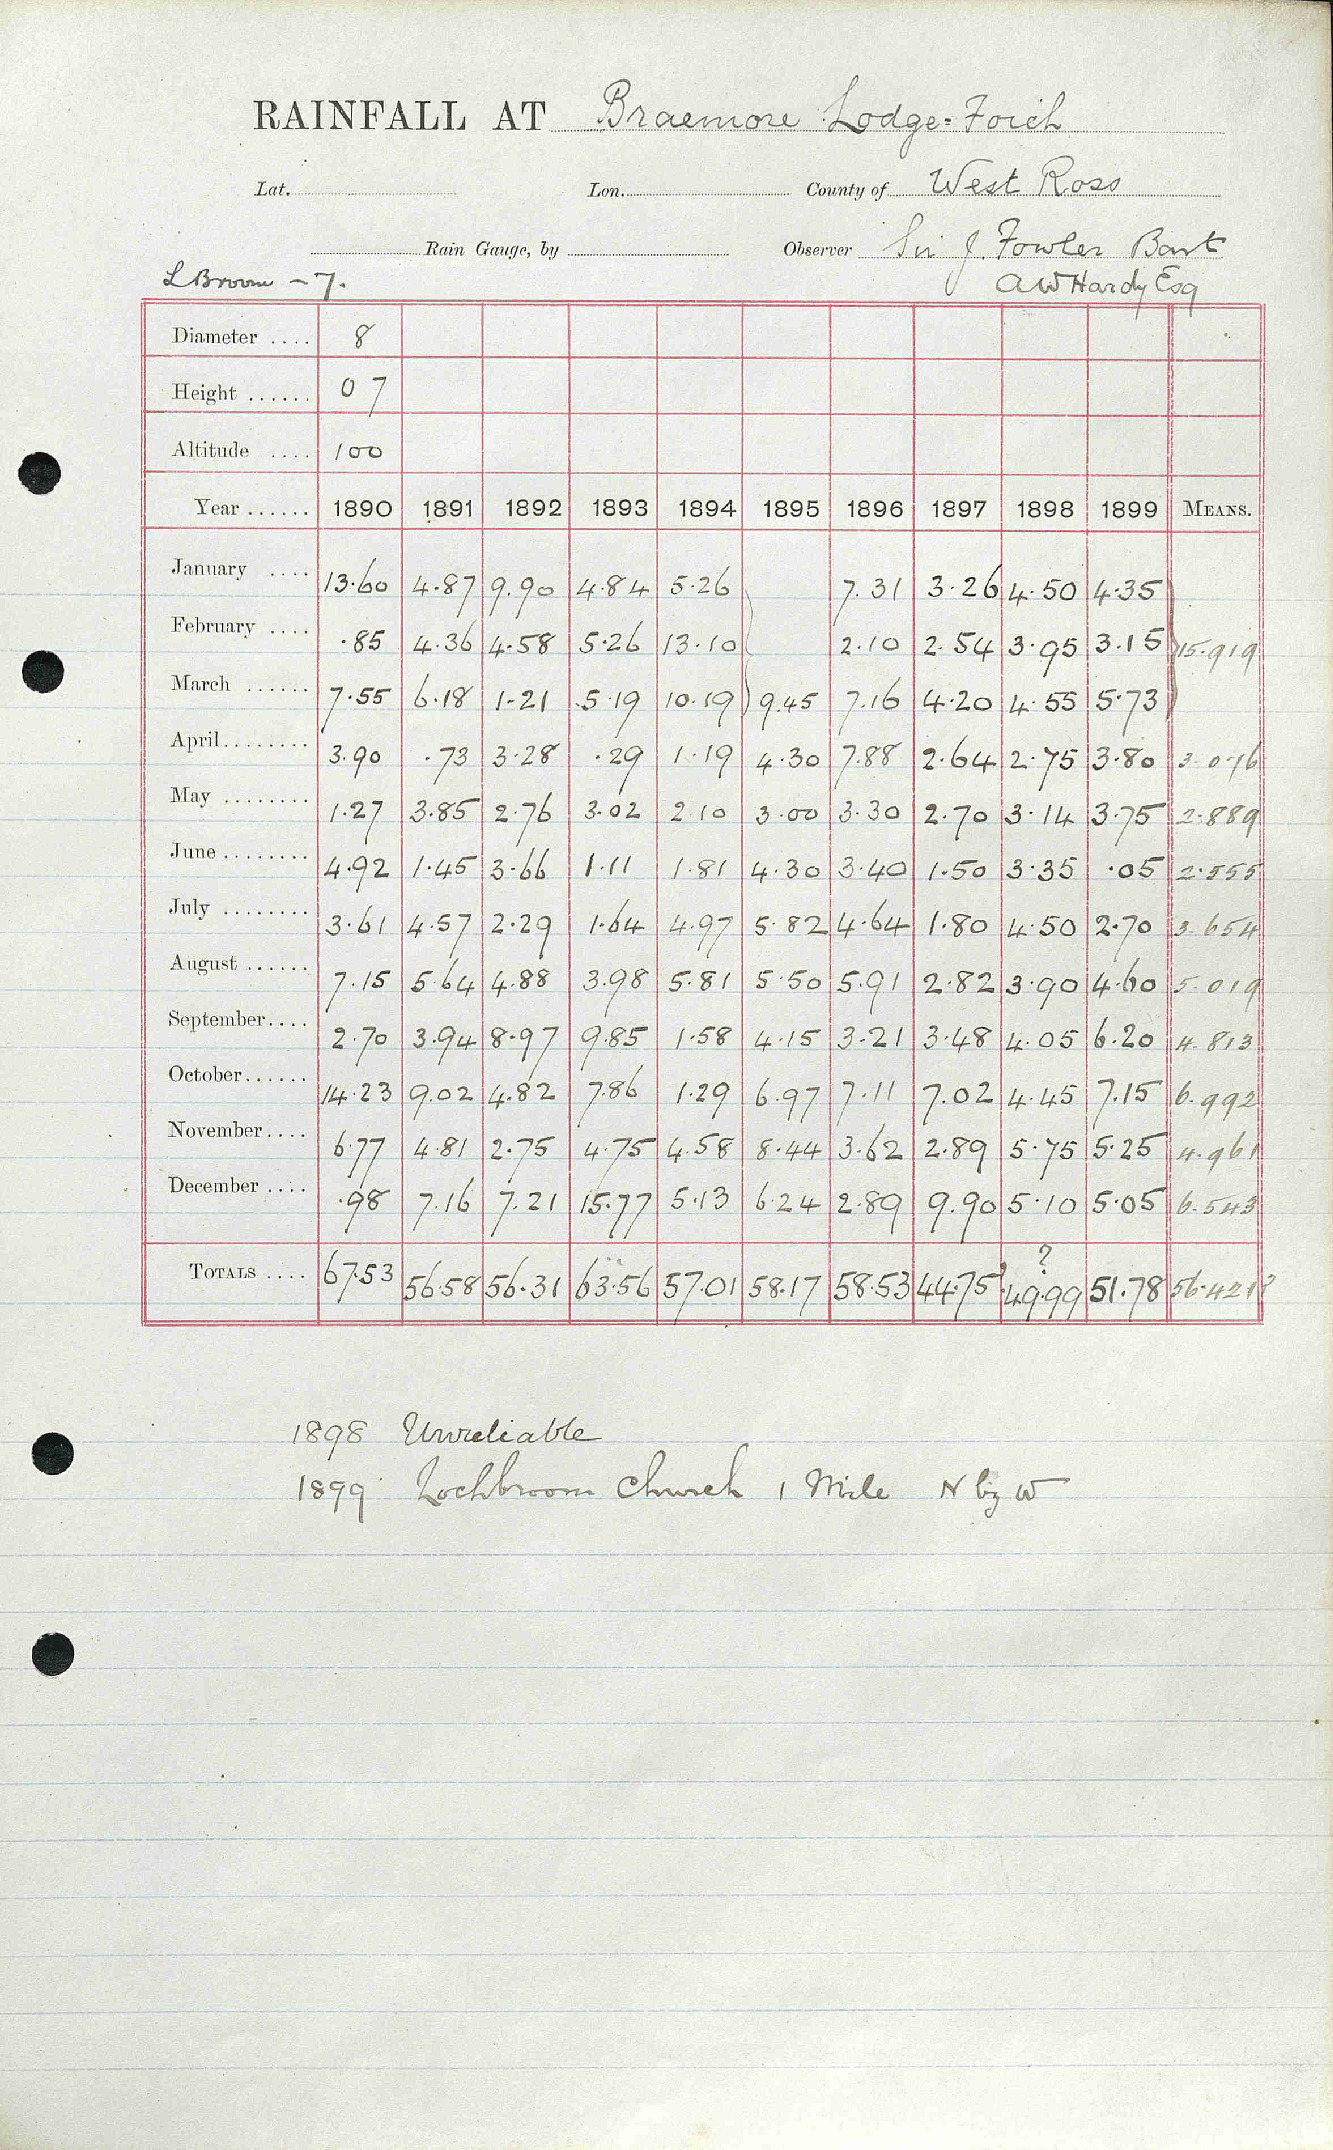 RAINFALL AT Braemore Lodge = Foich
Lat. Lon. County of West Ross
Rain Gauge, by Observer Sir J. Fowler Bart
L Broom - 7. A W Hardy Esq
Diameter .... 8
Height ...... 0 7
Altitude .... 100
Year ...... 1890 1891 1892 1893 1894 1895 1896 1897 1898 1899 MEANS.
January .... 13.60 4.87 9.90 4.84 5.26 7.31 3.26 4.50 4.35
February .... .85 4.36 4.58 5.26 13.10 2.10 2.54 3.95 3.15 15.919
March ...... 7.55 6.18 1.21 5.19 10.19 9.45 7.16 4.20 4.55 5.73
April ........ 3.90 .73 3.28 .29 1.19 4.30 7.88 2.64 2.75 3.80 3.076
May ........ 1.27 3.85 2.76 3.02 2.10 3.00 3.30 2.70 3.14 3.75 2.889
June ........ 4.92 1.45 3.66 1.11 1.81 4.30 3.40 1.50 3.35 .05 2.555
July ........ 3.61 4.57 2.29 1.64 4.97 5.82 4.64 1.80 4.50 2.70 3.654
August ...... 7.15 5.64 4.88 3.98 5.81 5.50 5.91 2.82 3.90 4.60 5.019
September.... 2.70 3.94 8.97 9.85 1.58 4.15 3.21 3.48 4.05 6.20 4.813
October...... 14.23 9.02 4.82 7.86 1.29 6.97 7.11 7.02 4.45 7.15 6.992
November.... 6.77 4.81 2.75 4.75 4.58 8.44 3.62 2.89 5.75 5.25 4.961
December .... .98 7.16 7.21 15.77 5.13 6.24 2.89 9.90 5.10 5.05 6.543
TOTALS .... 67.53 56.58 56.31 63.56 57.01 58.17 58.53 44.75? ?49.99 51.78 56.421?
1898 Unreliable
1899 Lochbroom Church 1 Mile N by W